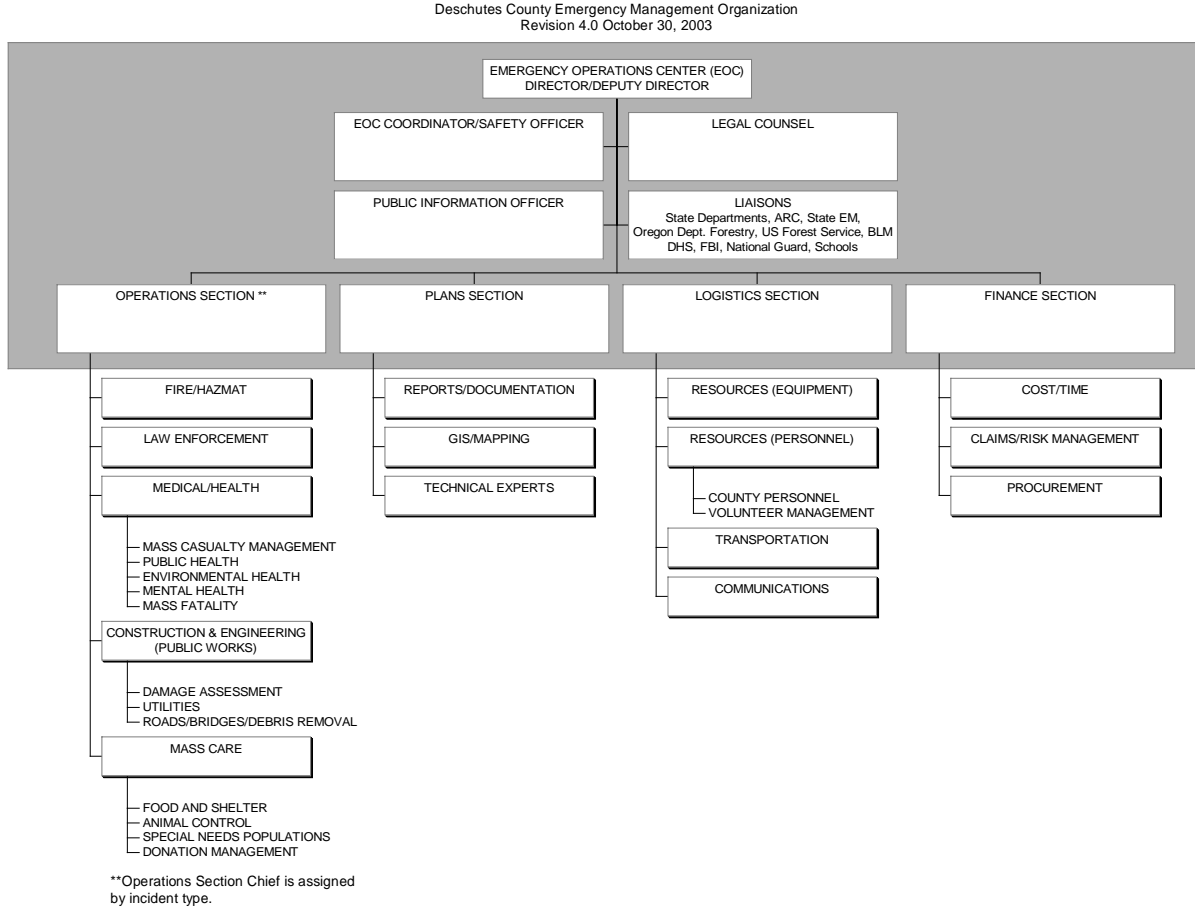 Deschutes County Emergency Management Organization
Revision 4.0 October 30, 2003
EMERGENCY OPERATIONS CENTER (EOC)
DIRECTOR/DEPUTY DIRECTOR
EOC COORDINATOR/SAFETY OFFICER
LEGAL COUNSEL
PUBLIC INFORMATION OFFICER
LIAISONS
State Departments, ARC, State EM,
Oregon Dept. Forestry, US Forest Service, BLM
DHS, FBI, National Guard, Schools
OPERATIONS SECTION **
PLANS SECTION
LOGISTICS SECTION
FINANCE SECTION
FIRE/HAZMAT
LAW ENFORCEMENT
MEDICAL/HEALTH
MASS CASUALTY MANAGEMENT
PUBLIC HEALTH
ENVIRONMENTAL HEALTH
MENTAL HEALTH
MASS FATALITY
CONSTRUCTION & ENGINEERING
(PUBLIC WORKS)
DAMAGE ASSESSMENT
UTILITIES
ROADS/BRIDGES/DEBRIS REMOVAL
MASS CARE
FOOD AND SHELTER
ANIMAL CONTROL
SPECIAL NEEDS POPULATIONS
DONATION MANAGEMENT
REPORTS/DOCUMENTATION
GIS/MAPPING
TECHNICAL EXPERTS
RESOURCES (EQUIPMENT)
RESOURCES (PERSONNEL)
COUNTY PERSONNEL
VOLUNTEER MANAGEMENT
TRANSPORTATION
COMMUNICATIONS
COST/TIME
CLAIMS/RISK MANAGEMENT
PROCUREMENT
**Operations Section Chief is assigned
by incident type.